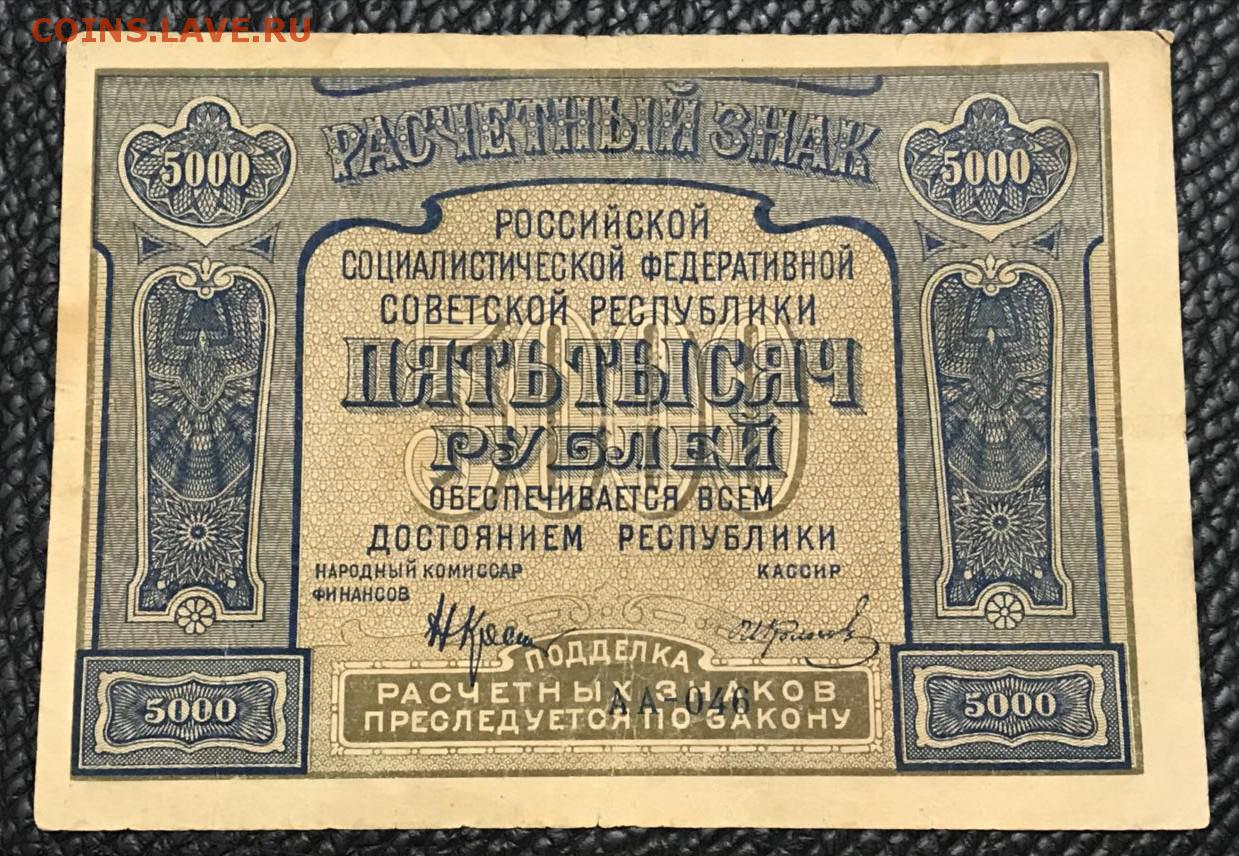 COINS.LAVE.RU
РАСЧЕТНЫЙ ЗНАК
5000
5000
РОССИЙСКОЙ
СОЦИАЛИСТИЧЕСКОЙ ФЕДЕРАТИВНОЙ
СОВЕТСКОЙ РЕСПУБЛИКИ
5000
ПЯТЬ ТЫСЯЧ
РУБЛЕЙ
ОБЕСПЕЧИВАЕТСЯ ВСЕМ
ДОСТОЯНИЕМ РЕСПУБЛИКИ
НАРОДНЫЙ КОМИССАР
ФИНАНСОВ
КАССИР
ПОДДЕЛКА
РАСЧЕТНЫХ ЗНАКОВ
АА-046
ПРЕСЛЕДУЕТСЯ ПО ЗАКОНУ
5000
5000